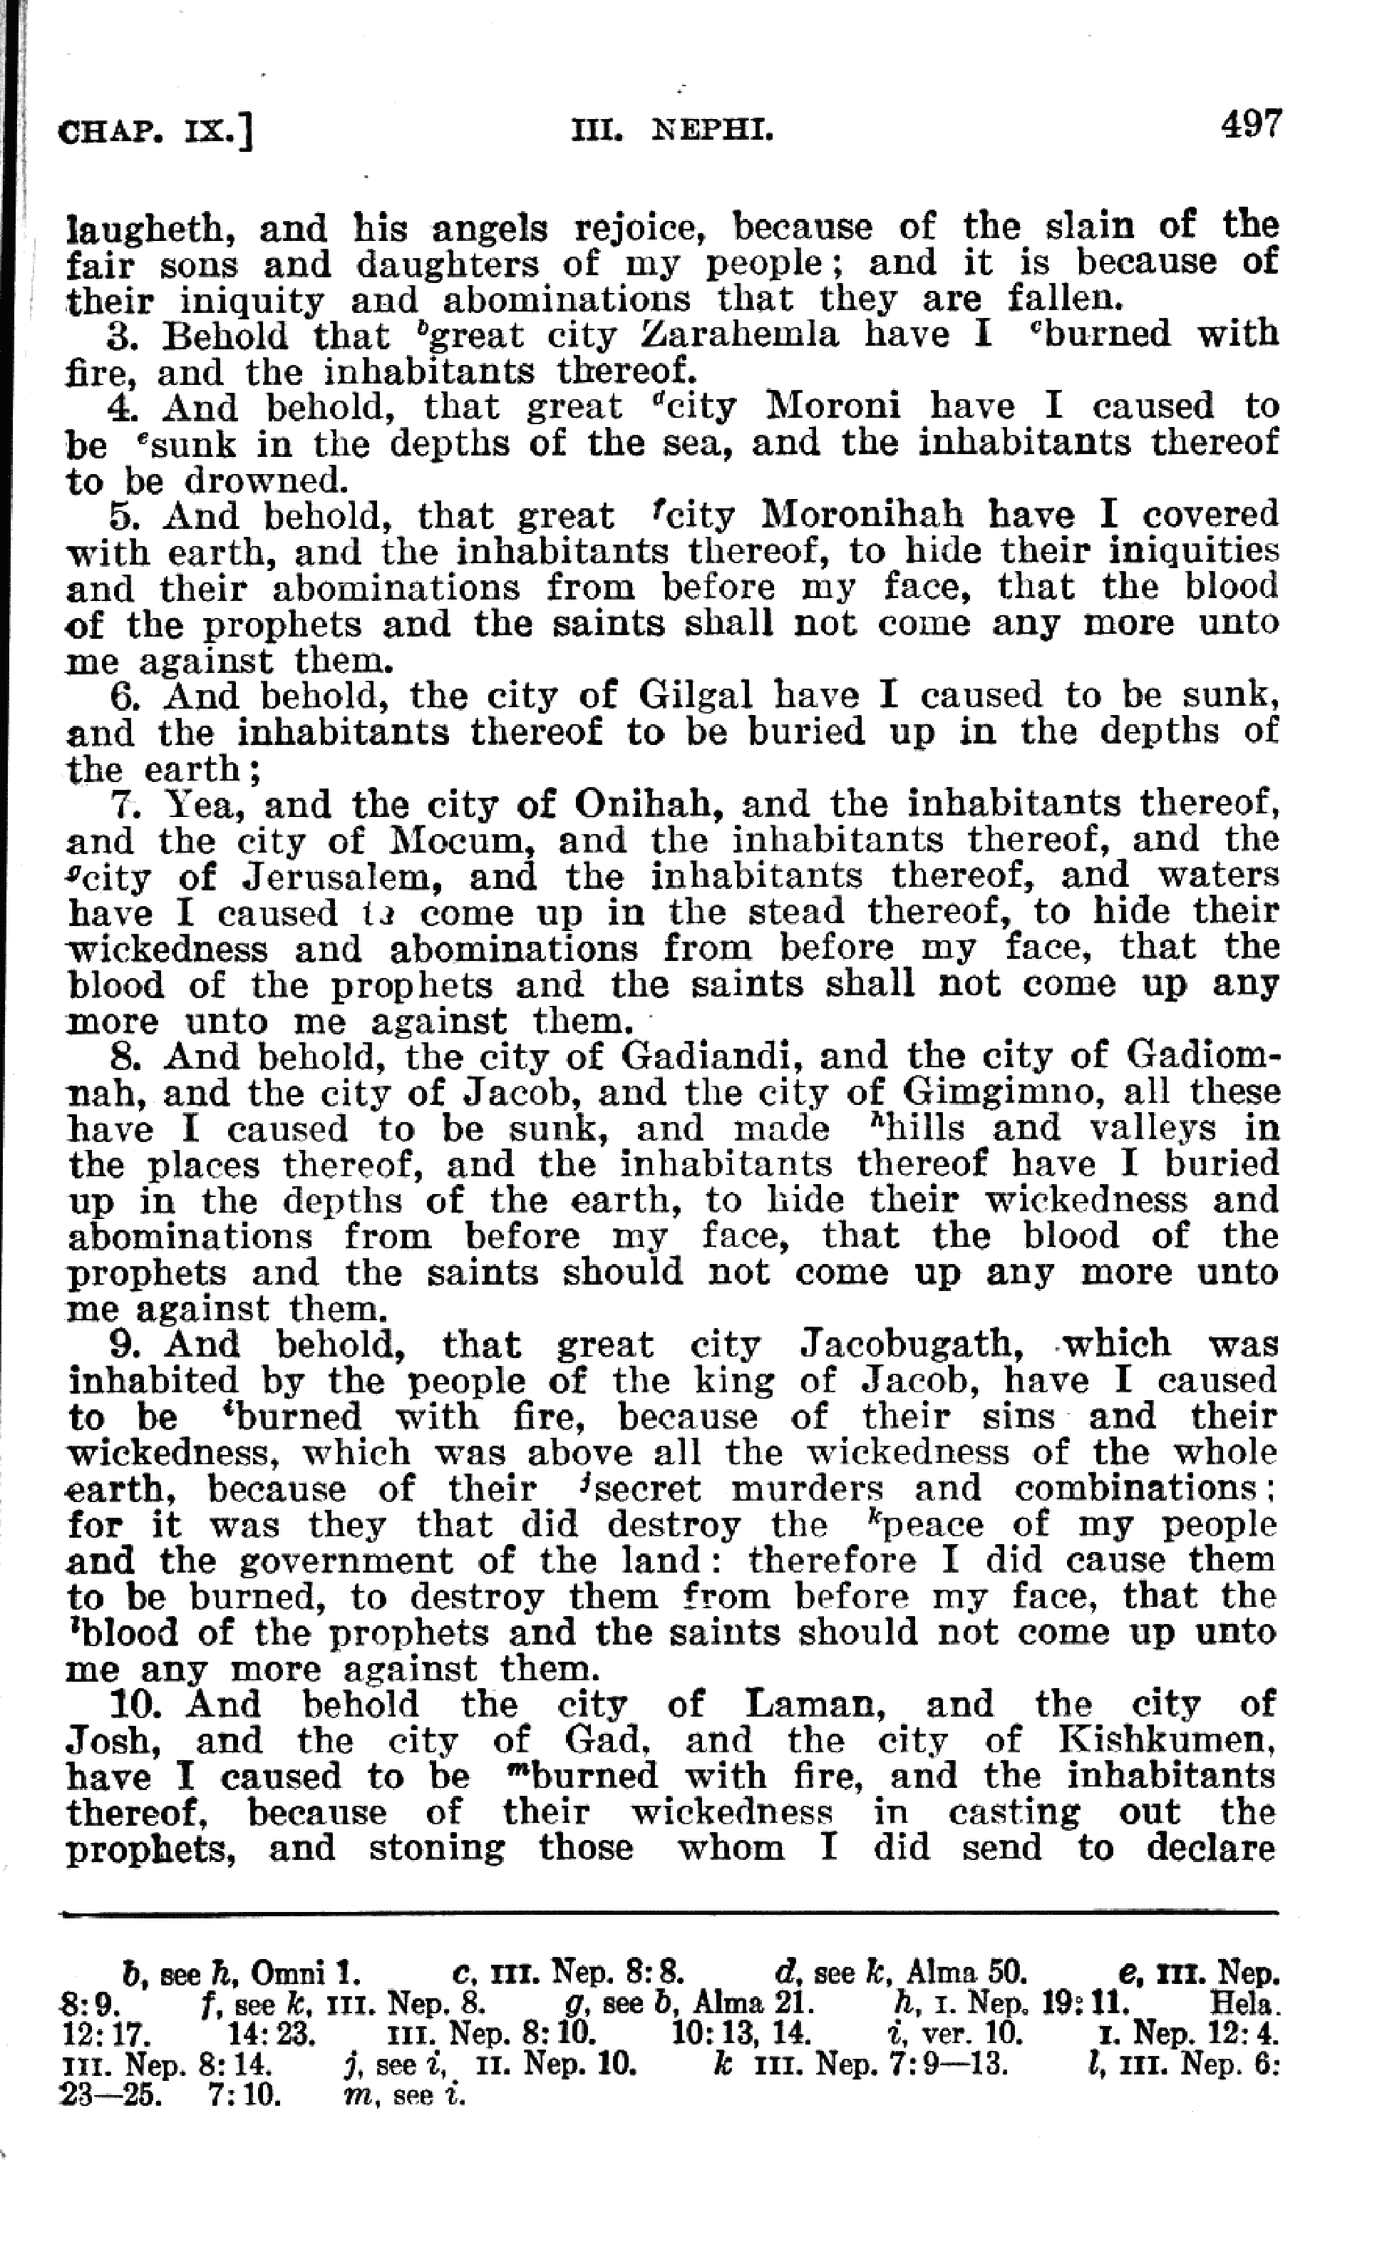 CHAP. IX.] III. NEPHI. 497
laugheth, and his angels rejoice, because of the slain of the
fair sons and daughters of my people; and it is because of
their iniquity and abominations that they are fallen.
3. Behold that ᵇgreat city Zarahemla have I ᶜburned with
fire, and the inhabitants thereof.
4. And behold, that great ᵈcity Moroni have I caused to
be ᵉsunk in the depths of the sea, and the inhabitants thereof
to be drowned.
5. And behold, that great ᶠcity Moronihah have I covered
with earth, and the inhabitants thereof, to hide their iniquities
and their abominations from before my face, that the blood
of the prophets and the saints shall not come any more unto
me against them.
6. And behold, the city of Gilgal have I caused to be sunk,
and the inhabitants thereof to be buried up in the depths of
the earth;
7. Yea, and the city of Onihah, and the inhabitants thereof,
and the city of Mocum, and the inhabitants thereof, and the
ᵍcity of Jerusalem, and the inhabitants thereof, and waters
have I caused to come up in the stead thereof, to hide their
wickedness and abominations from before my face, that the
blood of the prophets and the saints shall not come up any
more unto me against them.
8. And behold, the city of Gadiandi, and the city of Gadiom-
nah, and the city of Jacob, and the city of Gimgimno, all these
have I caused to be sunk, and made ʰhills and valleys in
the places thereof, and the inhabitants thereof have I buried
up in the depths of the earth, to hide their wickedness and
abominations from before my face, that the blood of the
prophets and the saints should not come up any more unto
me against them.
9. And behold, that great city Jacobugath, which was
inhabited by the people of the king of Jacob, have I caused
to be ⁱburned with fire, because of their sins and their
wickedness, which was above all the wickedness of the whole
earth, because of their ʲsecret murders and combinations:
for it was they that did destroy the ᵏpeace of my people
and the government of the land: therefore I did cause them
to be burned, to destroy them from before my face, that the
ˡblood of the prophets and the saints should not come up unto
me any more against them.
10. And behold the city of Laman, and the city of
Josh, and the city of Gad, and the city of Kishkumen,
have I caused to be ᵐburned with fire, and the inhabitants
thereof, because of their wickedness in casting out the
prophets, and stoning those whom I did send to declare
b, see h, Omni 1. c, III. Nep. 8:8. d, see k, Alma 50. e, III. Nep.
8:9. f, see k, III. Nep. 8. g, see b, Alma 21. h, I. Nep. 19:11. Hela.
12:17. 14:23. III. Nep. 8:10. 10:13, 14. i, ver. 10. I. Nep. 12:4.
III. Nep. 8:14. j, see i, II. Nep. 10. k III. Nep. 7:9—13. l, III. Nep. 6:
23—25. 7:10. m, see i.